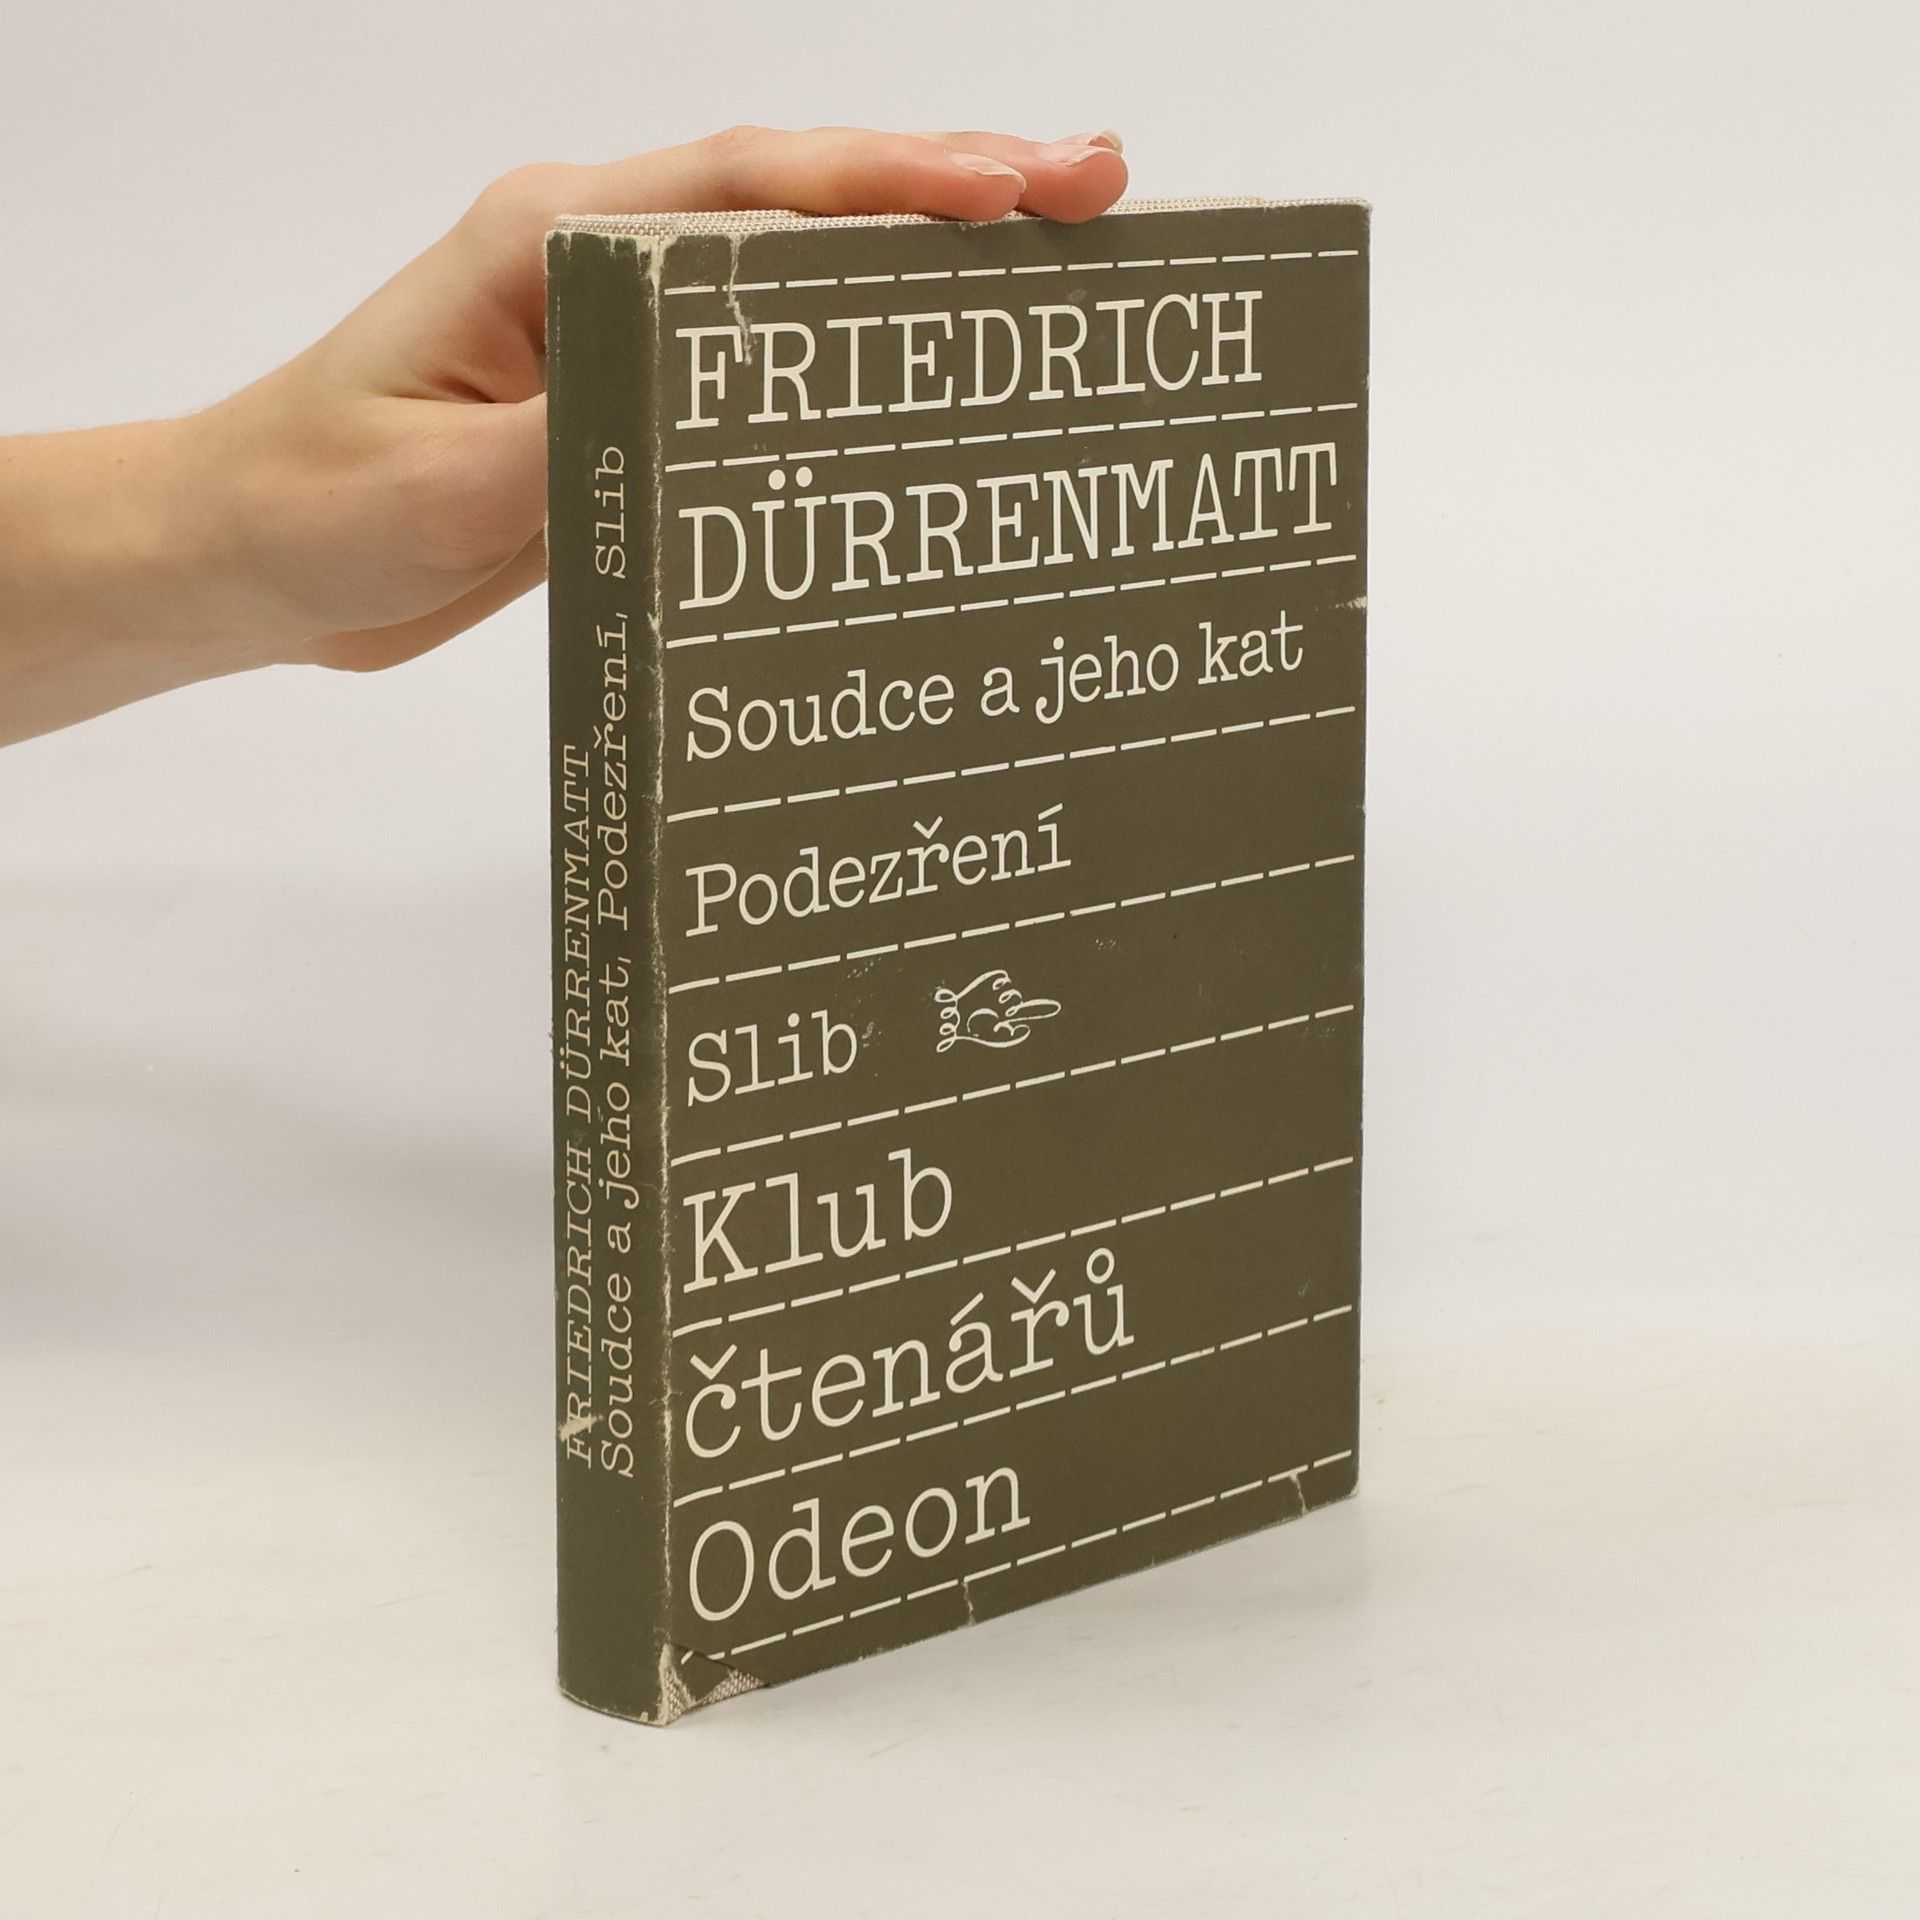 FRIEDRICH DÜRRENMATT
Soudce a jeho kat, Podezření, Slib
FRIEDRICH
DÜRRENMATT
Soudce a jeho kat
Podezření
Slib
Klub
čtenářů
Odeon